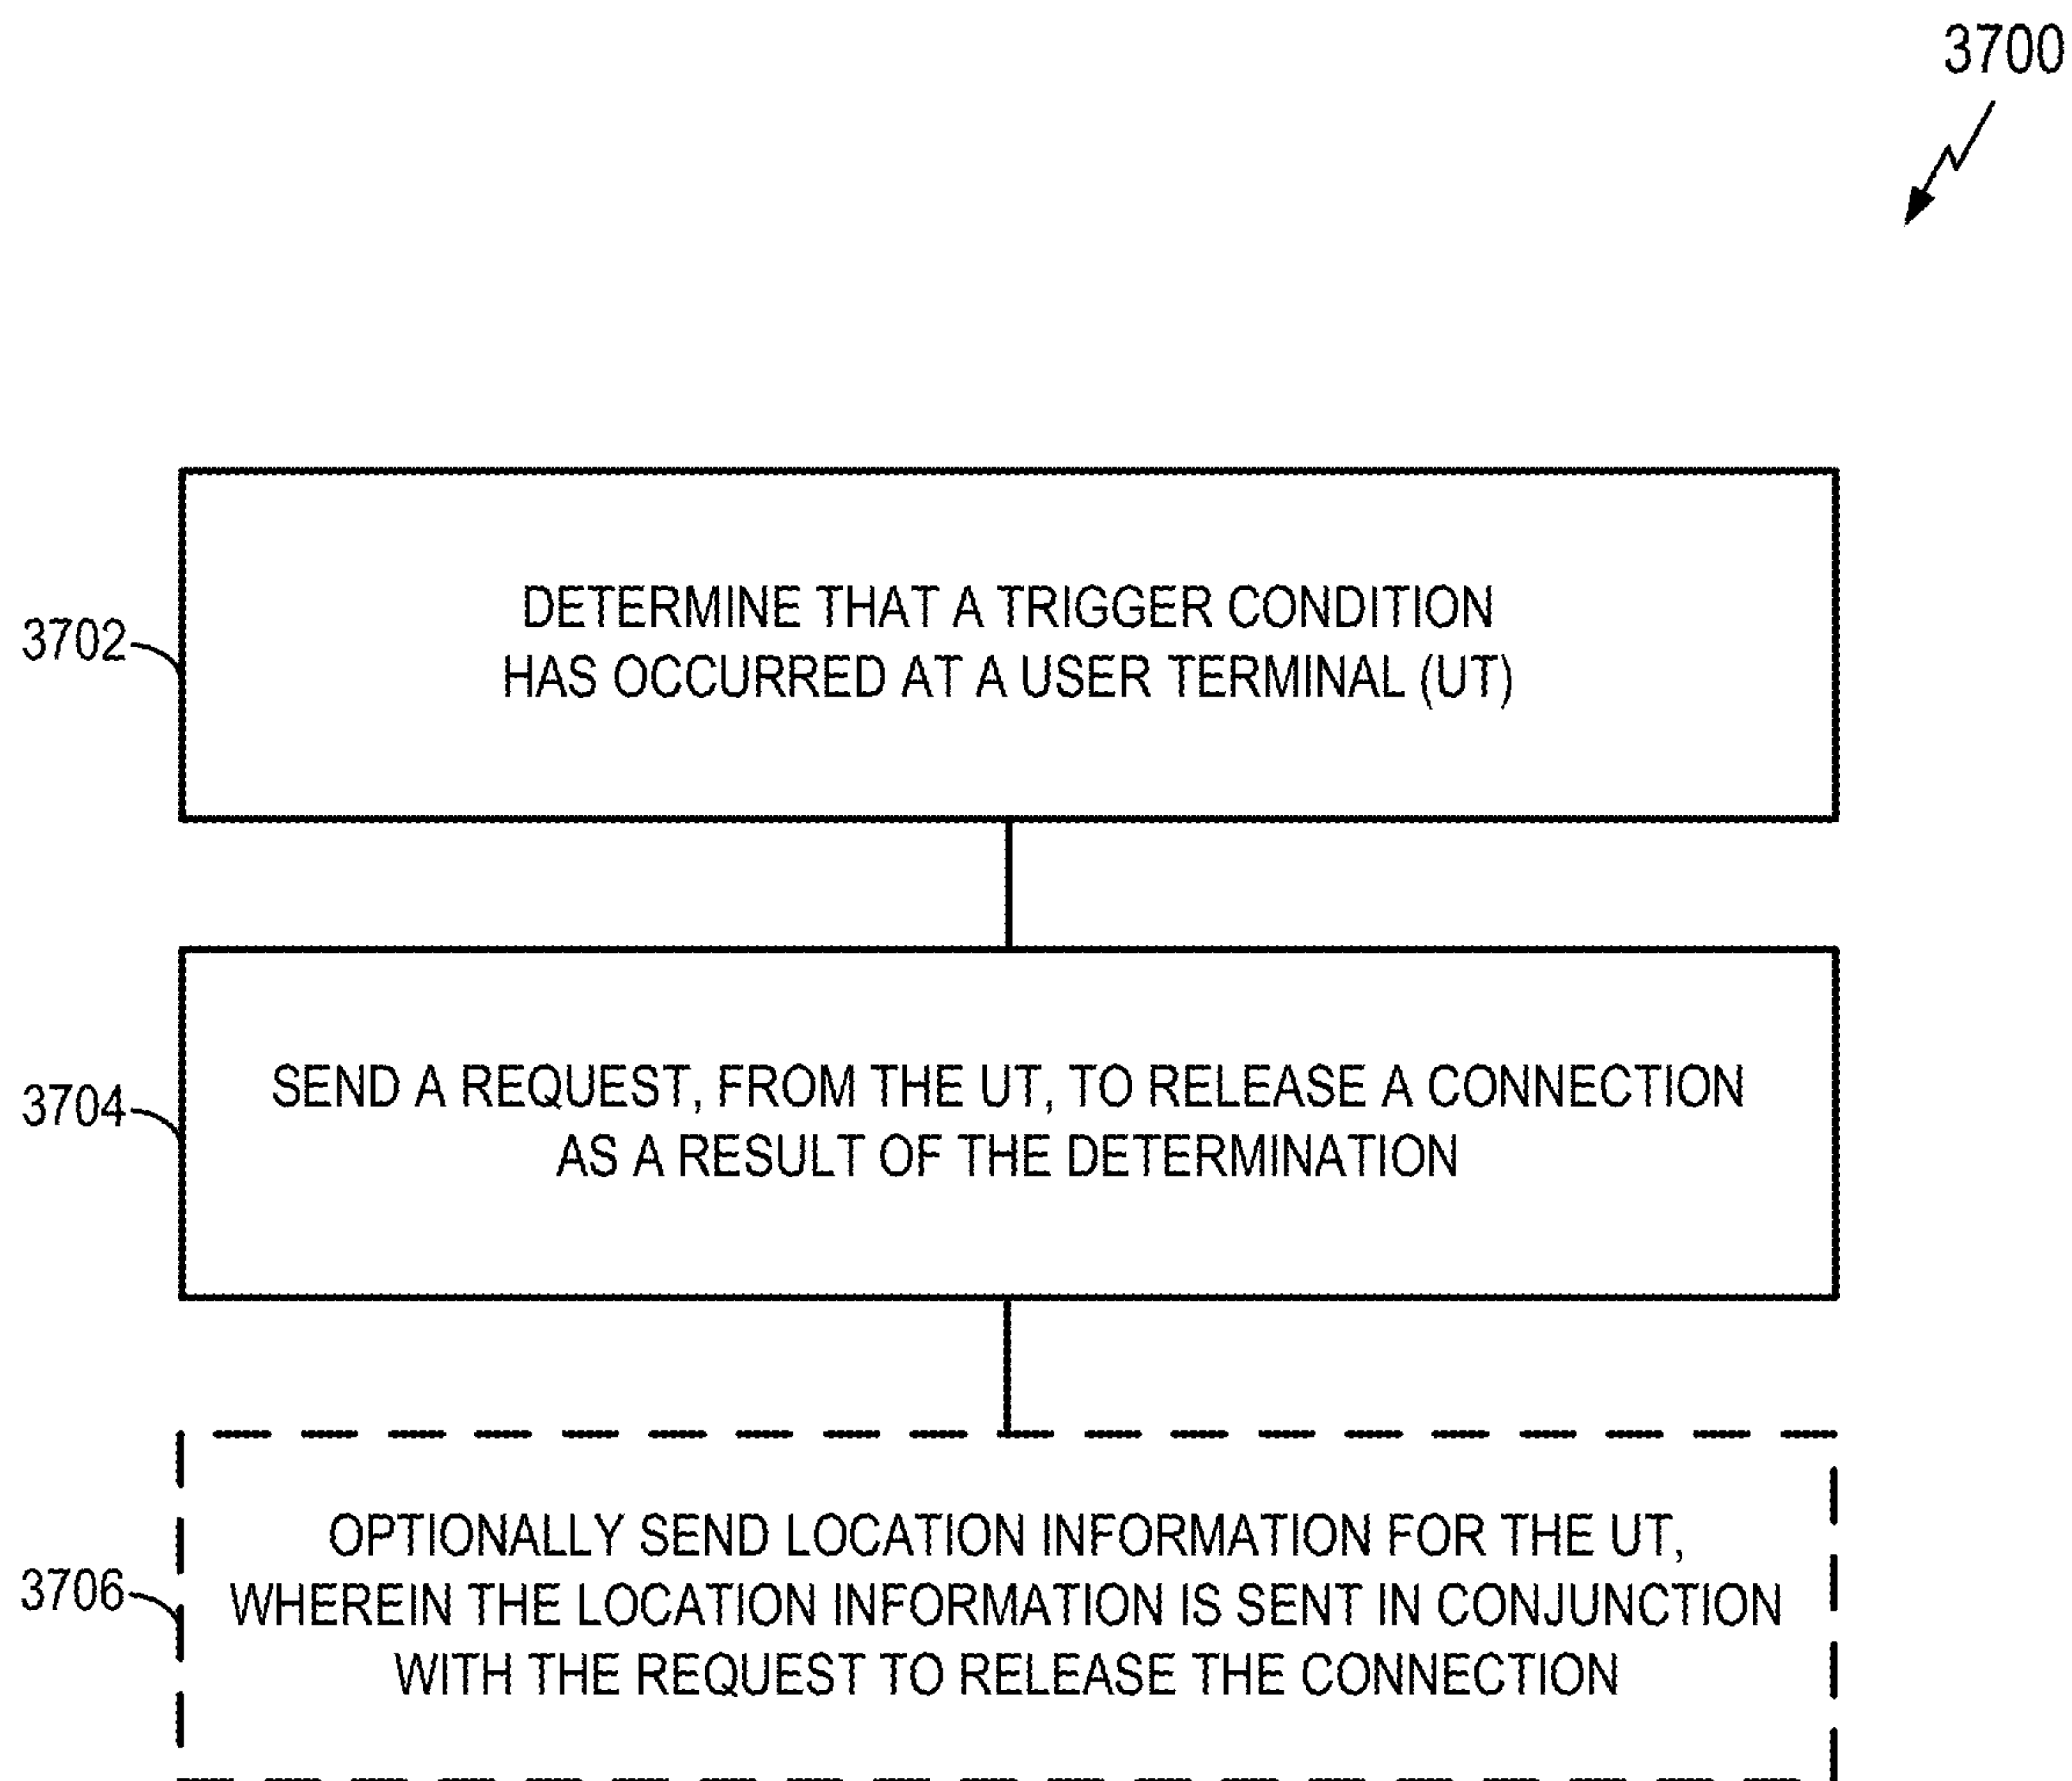 3700
3702
DETERMINE THAT A TRIGGER CONDITION
HAS OCCURRED AT A USER TERMINAL (UT)
3704
SEND A REQUEST, FROM THE UT, TO RELEASE A CONNECTION
AS A RESULT OF THE DETERMINATION
3706
OPTIONALLY SEND LOCATION INFORMATION FOR THE UT,
WHEREIN THE LOCATION INFORMATION IS SENT IN CONJUNCTION
WITH THE REQUEST TO RELEASE THE CONNECTION